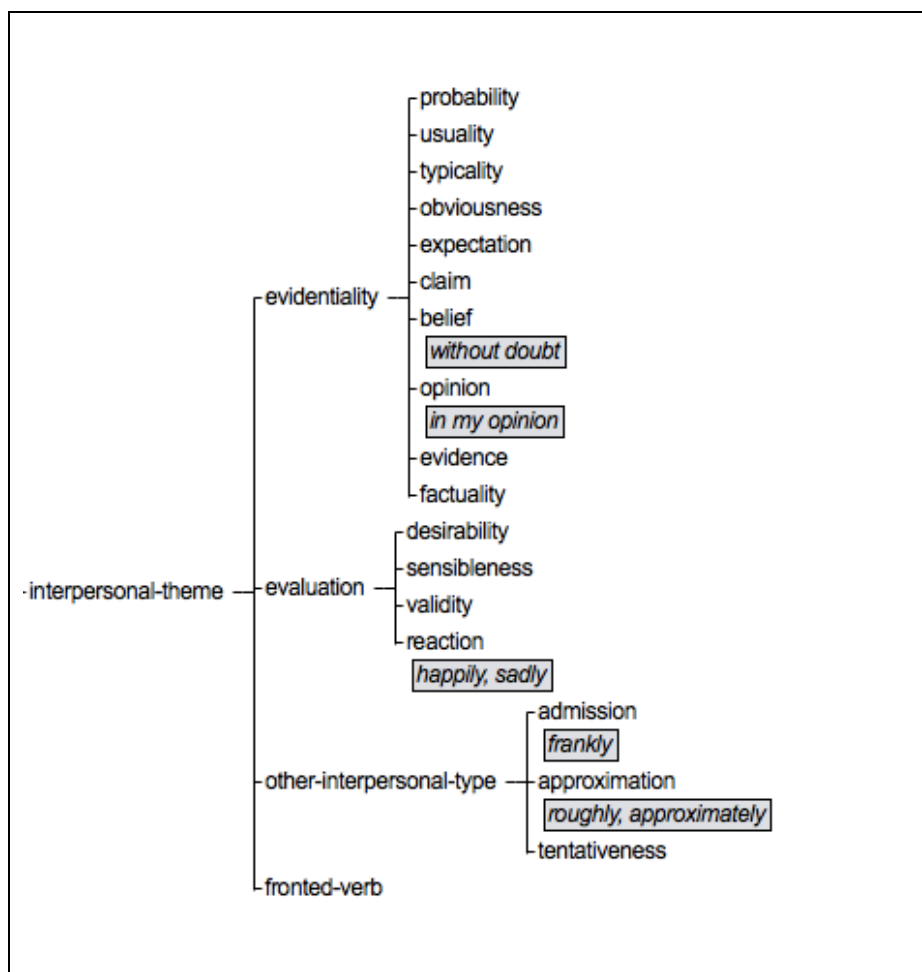 probability
usuality
typicality
obviousness
expectation
claim
evidentiality
belief
without doubt
opinion
in my opinion
evidence
factuality
desirability
sensibleness
interpersonal-theme
evaluation
validity
reaction
happily, sadly
admission
frankly
other-interpersonal-type
approximation
roughly, approximately
tentativeness
fronted-verb